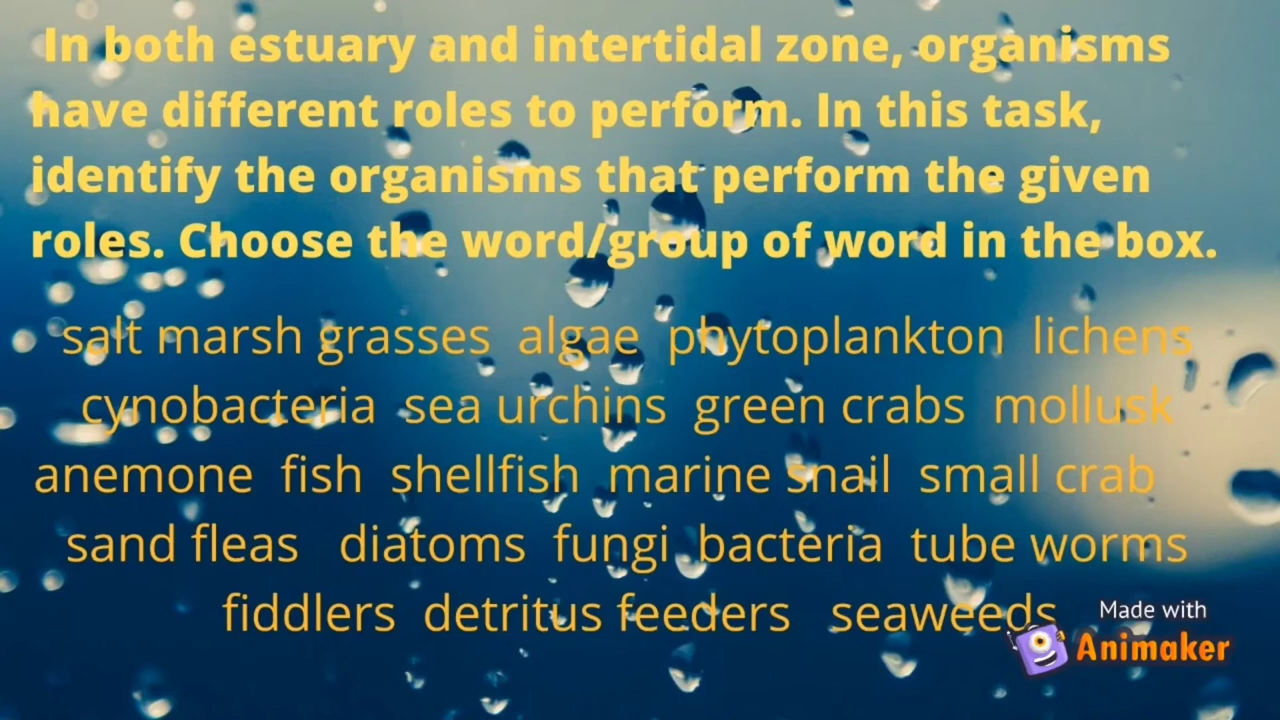 In both estuary and intertidal zone, organisms
have different roles to perform. In this task,
identify the organisms that perform the given
roles. Choose the word/group of word in the box.
salt marsh grasses algae phytoplankton lichens
cynobacteria sea urchins green crabs mollusk
anemone fish shellfish marine snail small crab
sand fleas diatoms fungi bacteria tube worms
fiddlers detritus feeders seaweeds
Made with
Animaker